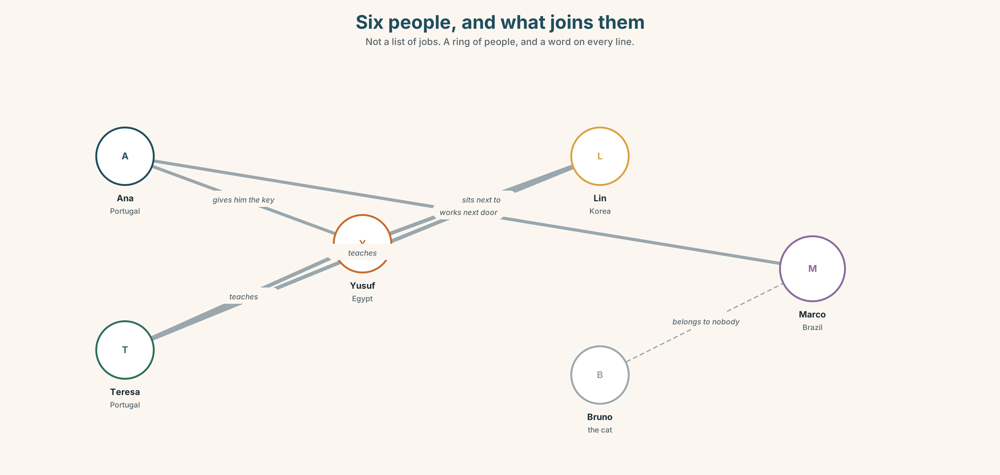 Six people, and what joins them
Not a list of jobs. A ring of people, and a word on every line.
A
Ana
Portugal
L
Lin
Korea
gives him the key
sits next to
works next door
Y
teaches
Yusuf
Egypt
M
Marco
Brazil
teaches
belongs to nobody
T
Teresa
Portugal
B
Bruno
the cat